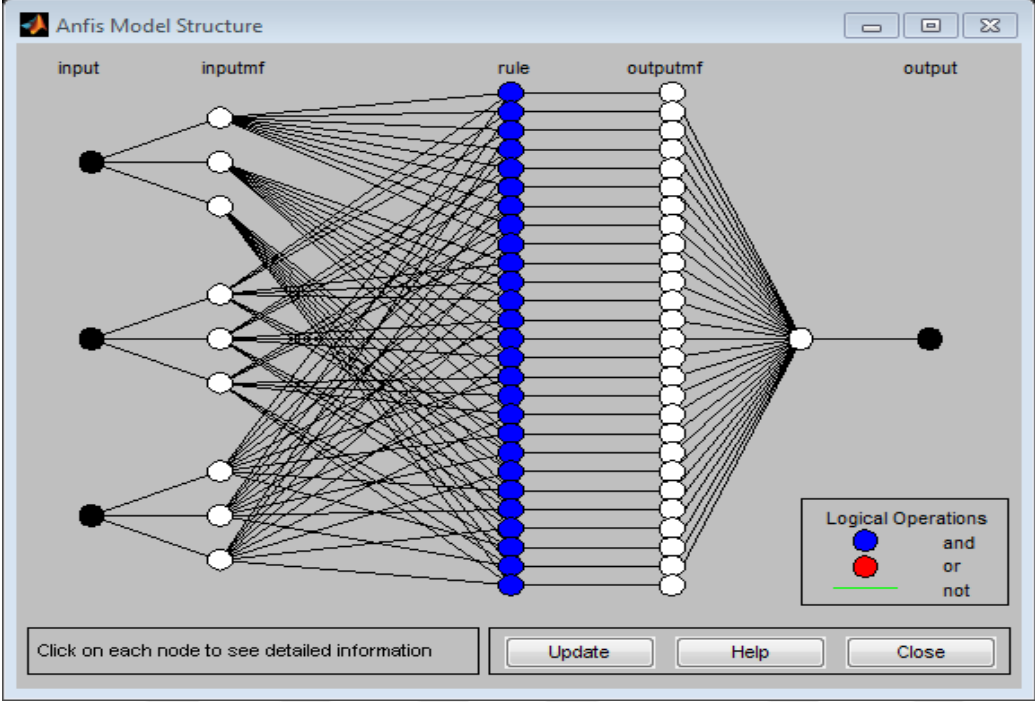 Anfis Model Structure
input inputmf rule outputmf output
Logical Operations
and
or
not
Click on each node to see detailed information
Update Help Close